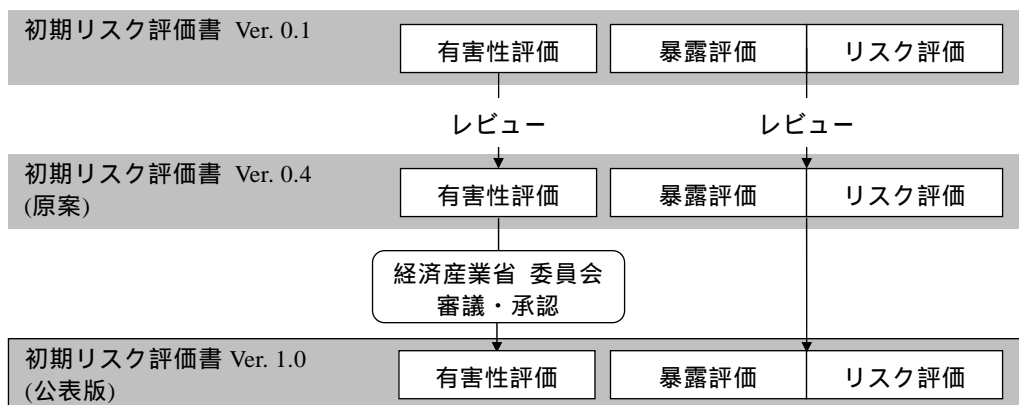 初期リスク評価書 Ver. 0.1
有害性評価 暴露評価 リスク評価
レビュー レビュー
初期リスク評価書 Ver. 0.4
(原案)
有害性評価 暴露評価 リスク評価
経済産業省 委員会
審議・承認
初期リスク評価書 Ver. 1.0
(公表版)
有害性評価 暴露評価 リスク評価